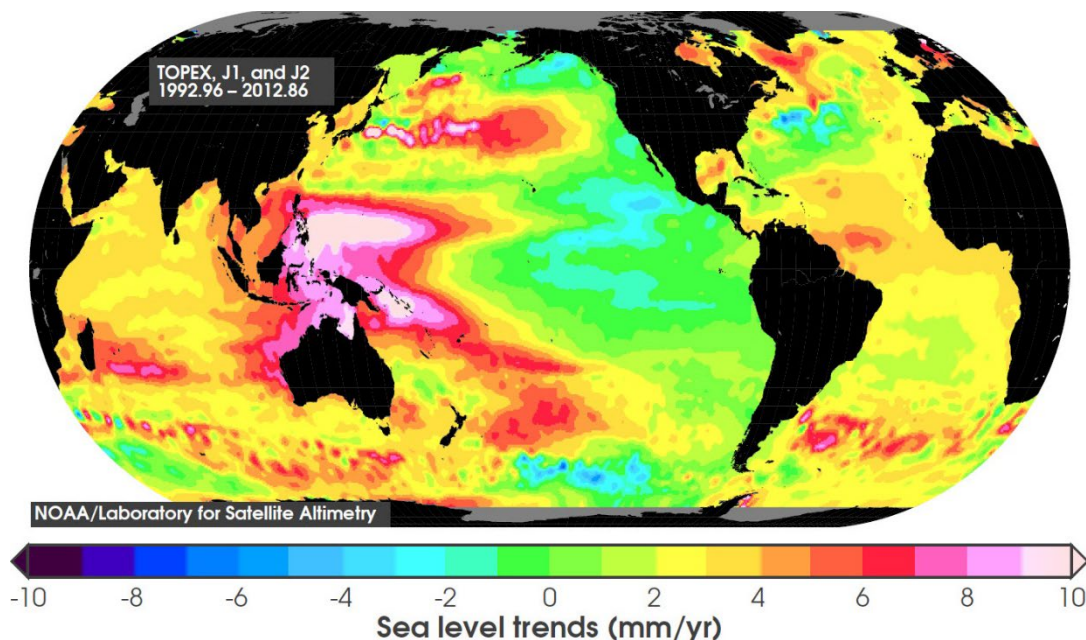 TOPEX, J1, and J2
1992.96 – 2012.86
NOAA/Laboratory for Satellite Altimetry
-10 -8 -6 -4 -2 0 2 4 6 8 10
Sea level trends (mm/yr)